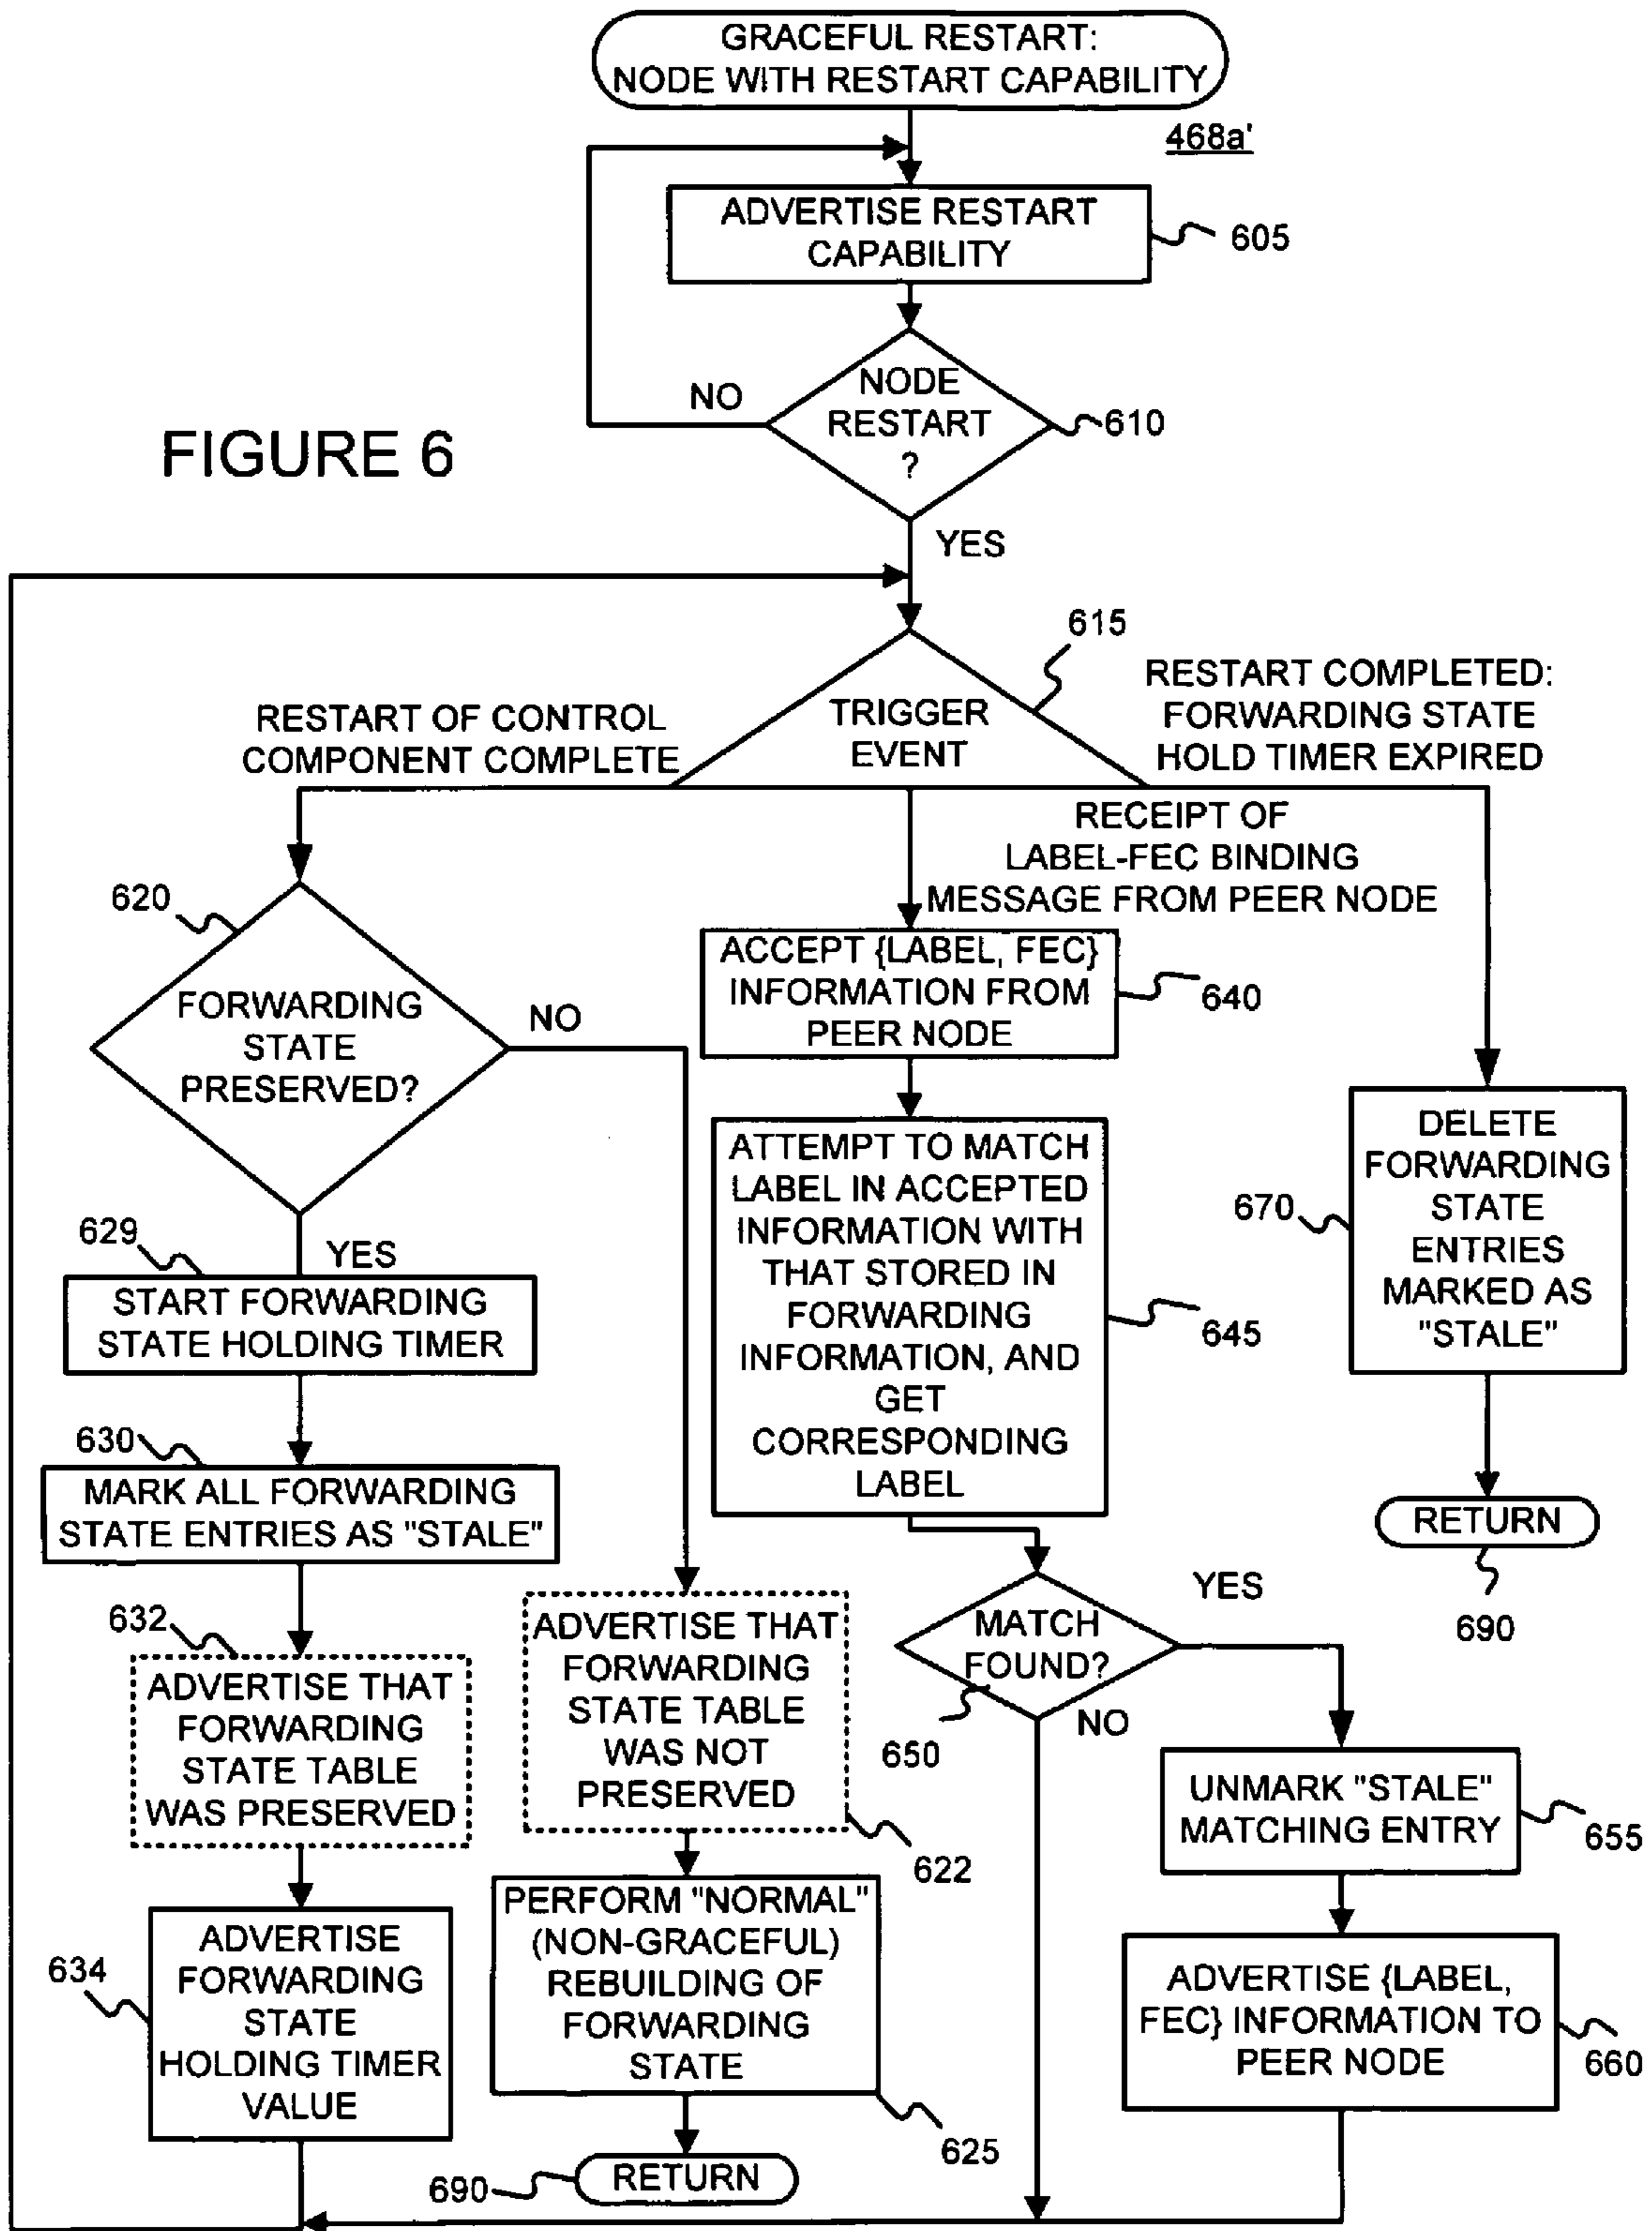 GRACEFUL RESTART:
NODE WITH RESTART CAPABILITY
468a'
ADVERTISE RESTART
CAPABILITY
605
NODE
RESTART
?
610
NO
FIGURE 6
YES
615
TRIGGER
EVENT
RESTART OF CONTROL
COMPONENT COMPLETE
RESTART COMPLETED:
FORWARDING STATE
HOLD TIMER EXPIRED
RECEIPT OF
LABEL-FEC BINDING
MESSAGE FROM PEER NODE
620
FORWARDING
STATE
PRESERVED?
NO
YES
629
START FORWARDING
STATE HOLDING TIMER
630
MARK ALL FORWARDING
STATE ENTRIES AS "STALE"
632
ADVERTISE THAT
FORWARDING
STATE TABLE
WAS PRESERVED
634
ADVERTISE
FORWARDING
STATE
HOLDING TIMER
VALUE
ADVERTISE THAT
FORWARDING
STATE TABLE
WAS NOT
PRESERVED
622
PERFORM "NORMAL"
(NON-GRACEFUL)
REBUILDING OF
FORWARDING
STATE
625
RETURN
690
ACCEPT {LABEL, FEC}
INFORMATION FROM
PEER NODE
640
ATTEMPT TO MATCH
LABEL IN ACCEPTED
INFORMATION WITH
THAT STORED IN
FORWARDING
INFORMATION, AND
GET
CORRESPONDING
LABEL
645
MATCH
FOUND?
650
YES
NO
UNMARK "STALE"
MATCHING ENTRY
655
ADVERTISE {LABEL,
FEC} INFORMATION TO
PEER NODE
660
DELETE
FORWARDING
STATE
ENTRIES
MARKED AS
"STALE"
670
RETURN
690